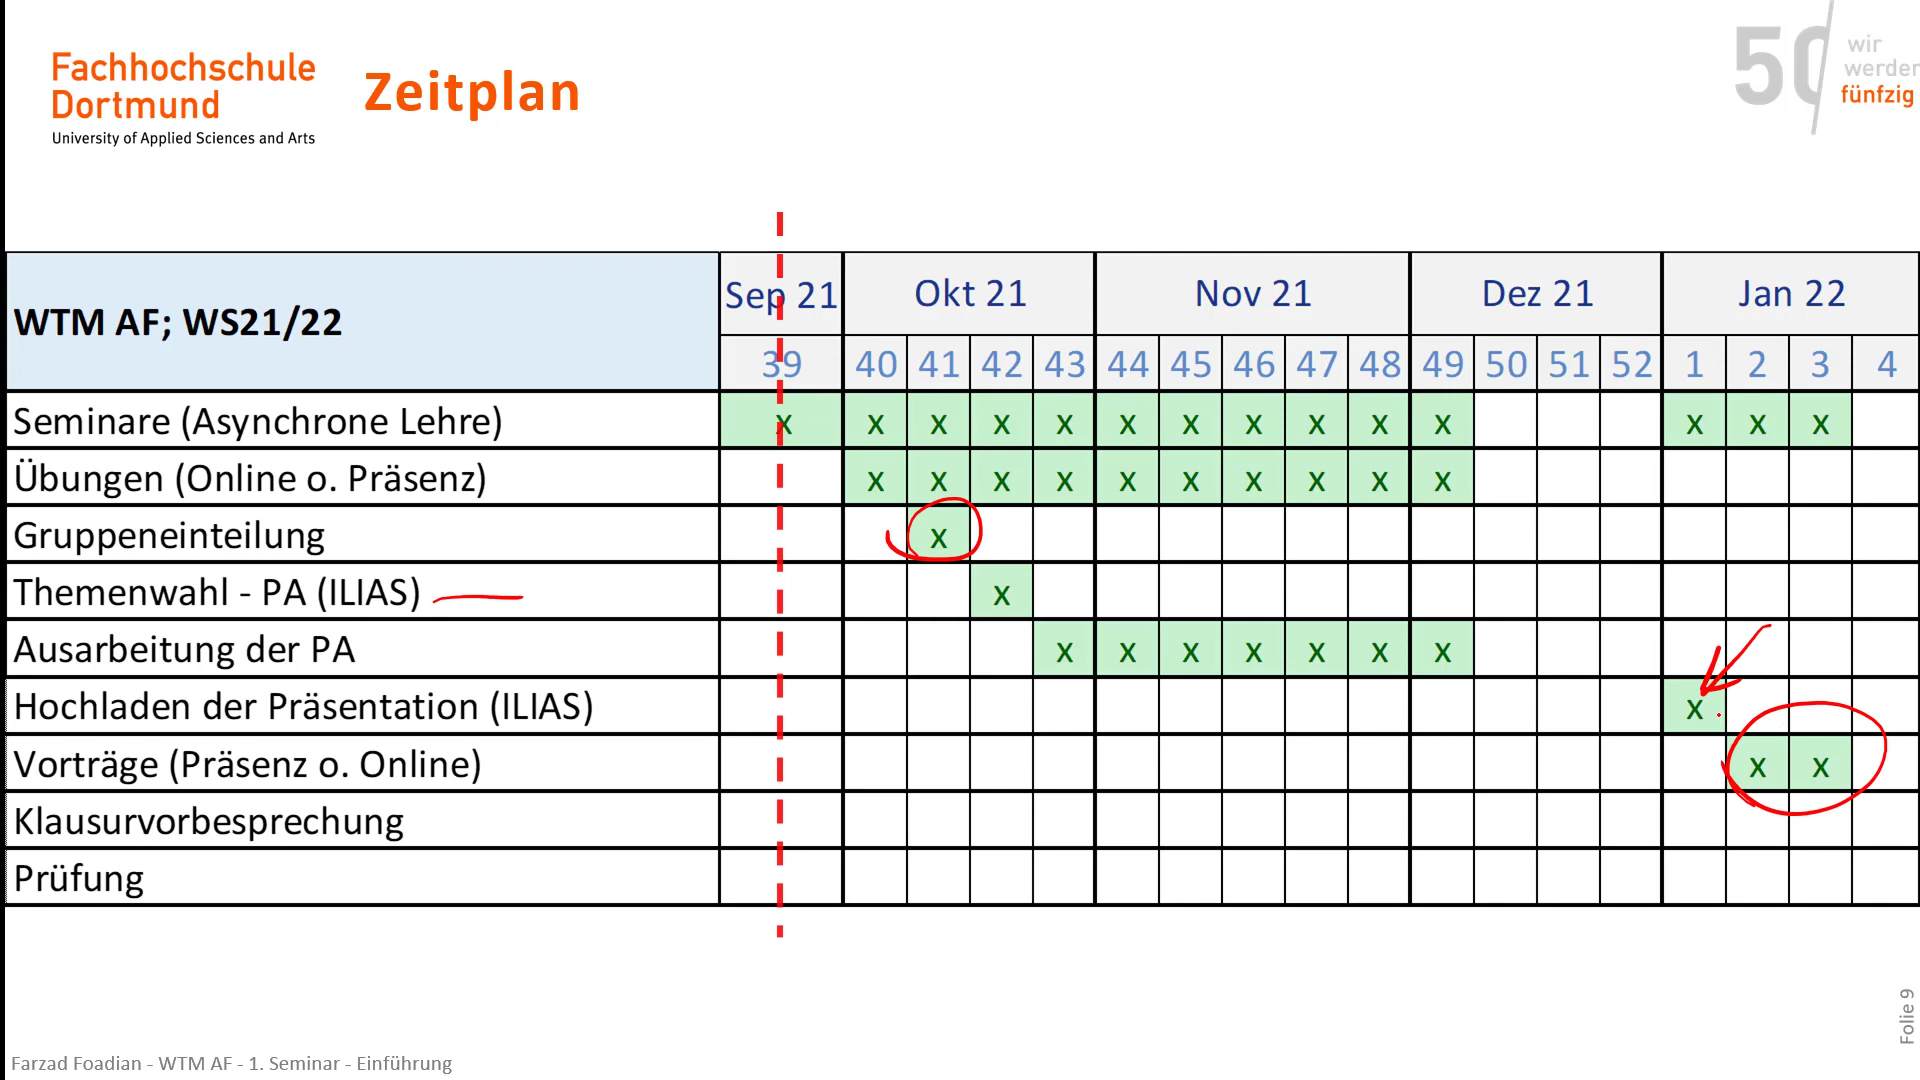 Fachhochschule
Dortmund
University of Applied Sciences and Arts
Zeitplan
50
wir
werden
fünfzig
WTM AF; WS21/22
Sep 21 Okt 21 Nov 21 Dez 21 Jan 22
39 40 41 42 43 44 45 46 47 48 49 50 51 52 1 2 3 4
Seminare (Asynchrone Lehre) x x x x x x x x x x x x x x
Übungen (Online o. Präsenz) x x x x x x x x x x
Gruppeneinteilung x
Themenwahl - PA (ILIAS) x
Ausarbeitung der PA x x x x x x x
Hochladen der Präsentation (ILIAS) x
Vorträge (Präsenz o. Online) x x
Klausurvorbesprechung
Prüfung
Folie 9
Farzad Foadian - WTM AF - 1. Seminar - Einführung